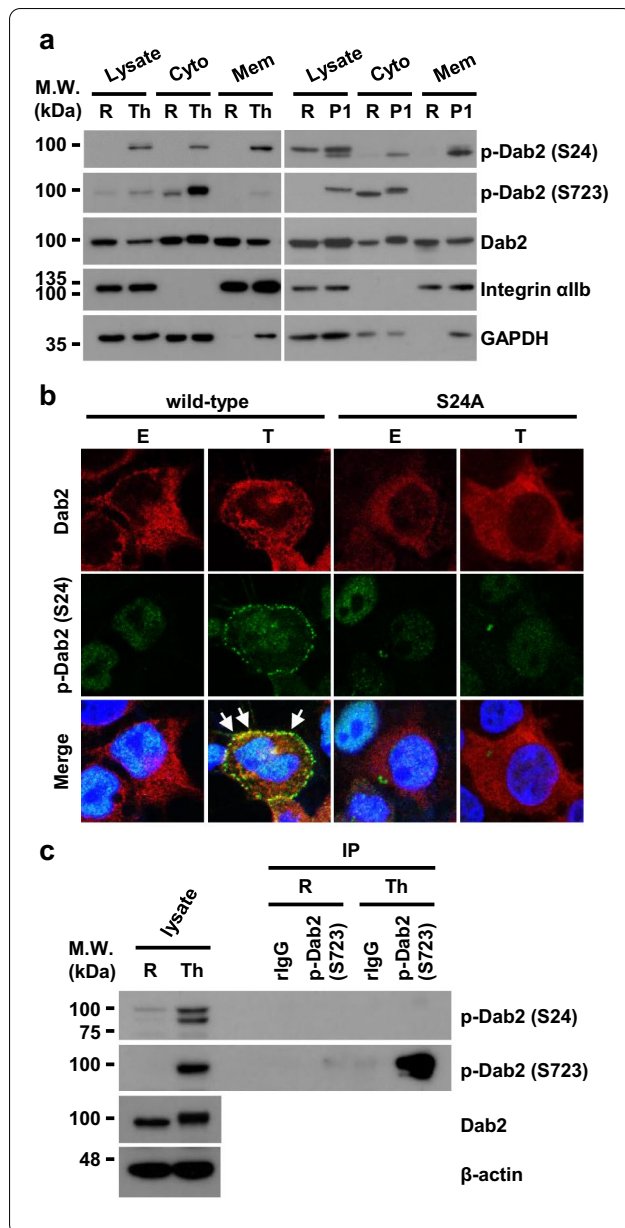 a
Lysate Cyto Mem Lysate Cyto Mem
M.W.
(kDa) R Th R Th R Th R P1 R P1 R P1
100 p-Dab2 (S24)
100 p-Dab2 (S723)
100 Dab2
135
100 Integrin αIIb
35 GAPDH
b
wild-type S24A
E T E T
Dab2
p-Dab2 (S24)
Merge
c
IP
lysate R Th
M.W.
(kDa) R Th rIgG p-Dab2 (S723) rIgG p-Dab2 (S723)
100 p-Dab2 (S24)
75
100 p-Dab2 (S723)
100 Dab2
48 β-actin